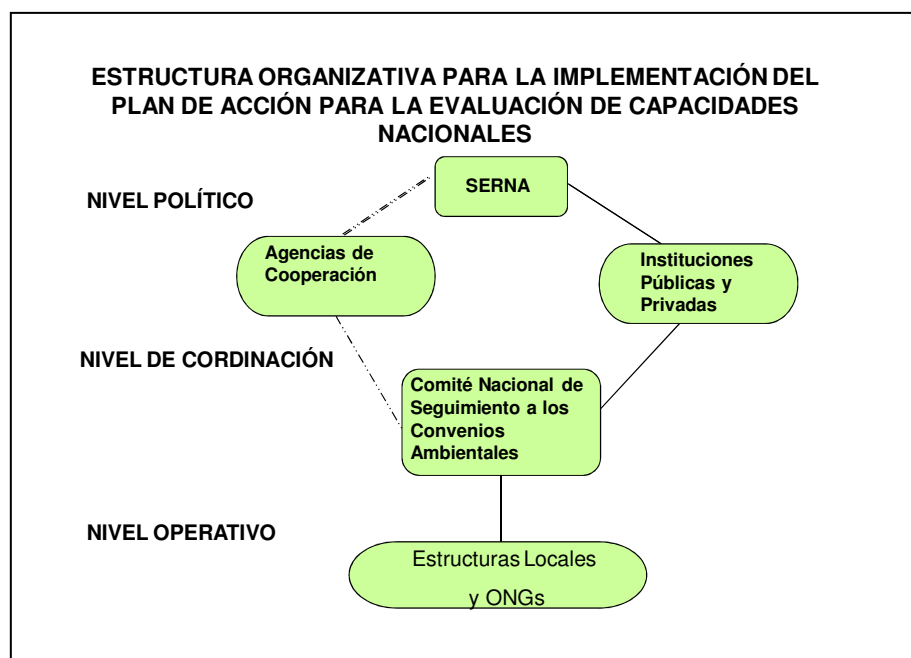 ESTRUCTURA ORGANIZATIVA PARA LA IMPLEMENTACIÓN DEL
PLAN DE ACCIÓN PARA LA EVALUACIÓN DE CAPACIDADES
NACIONALES
SERNA
NIVEL POLÍTICO
Agencias de
Cooperación
Instituciones
Públicas y
Privadas
NIVEL DE CORDINACIÓN
Comité Nacional de
Seguimiento a los
Convenios
Ambientales
NIVEL OPERATIVO
Estructuras Locales
y ONGs